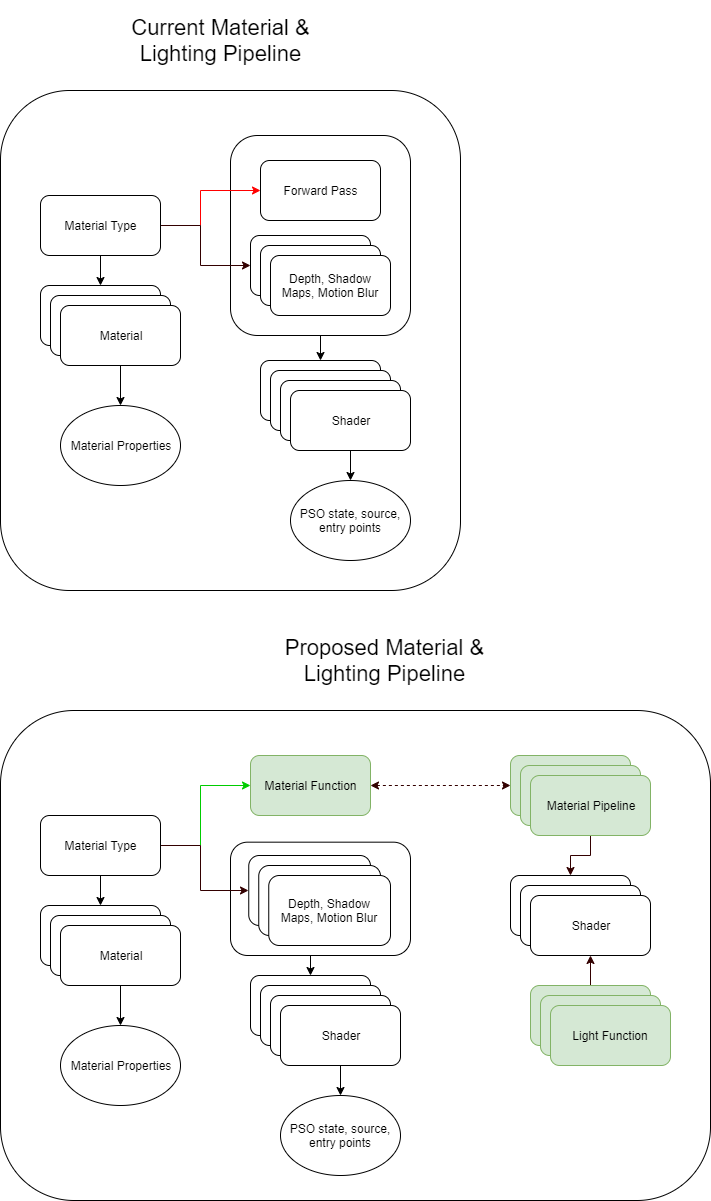 Current Material &
Lighting Pipeline
Forward Pass
Material Type
Depth, Shadow
Maps, Motion Blur
Material
Shader
Material Properties
PSO state, source,
entry points
Proposed Material &
Lighting Pipeline
Material Function
Material Pipeline
Material Type
Depth, Shadow
Maps, Motion Blur
Shader
Material
Shader
Light Function
Material Properties
PSO state, source,
entry points